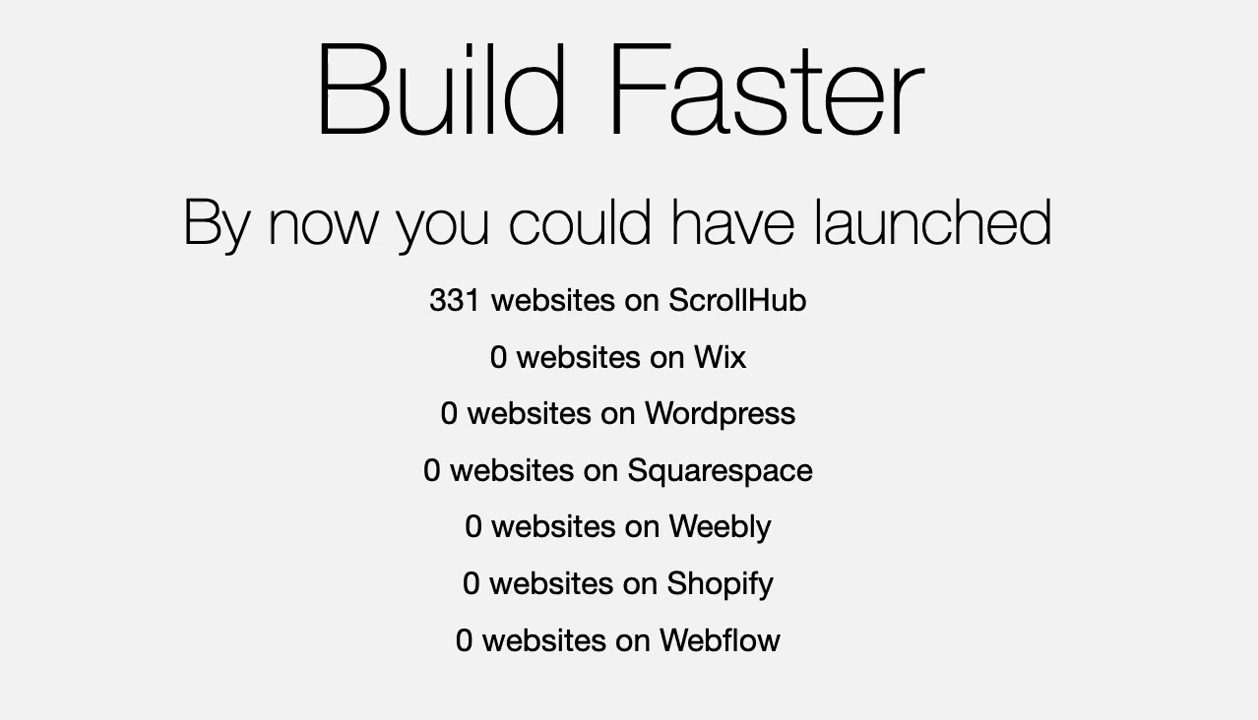 Build Faster
By now you could have launched
331 websites on ScrollHub
0 websites on Wix
0 websites on Wordpress
0 websites on Squarespace
0 websites on Weebly
0 websites on Shopify
0 websites on Webflow